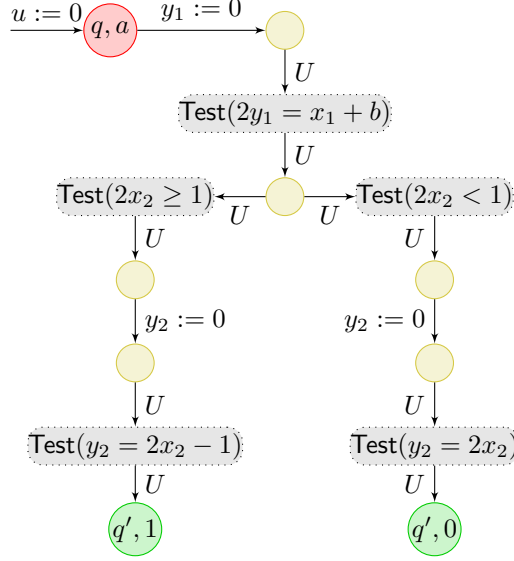 u := 0 q, a y₁ := 0
U
Test(2y₁ = x₁ + b)
U
Test(2x₂ ≥ 1) U U Test(2x₂ < 1)
U U
y₂ := 0 y₂ := 0
U U
Test(y₂ = 2x₂ − 1) Test(y₂ = 2x₂)
U U
q′, 1 q′, 0